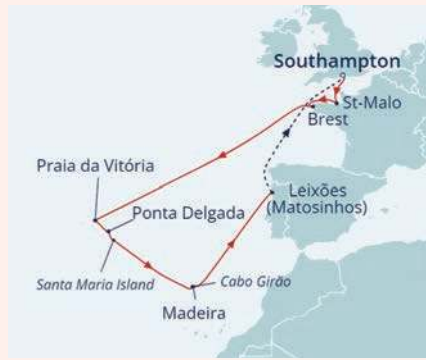 Southampton
St-Malo
Brest
Praia da Vitória
Ponta Delgada
Leixões
(Matosinhos)
Santa Maria Island
Cabo Girão
Madeira